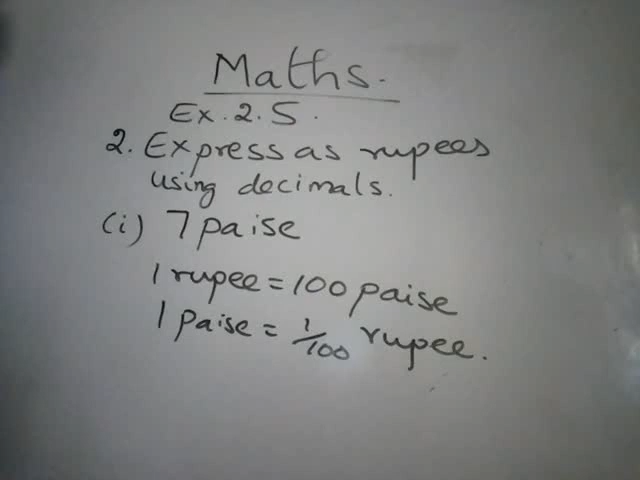 Maths.
Ex. 2.5.
2. Express as rupees
using decimals.
(i) 7 paise
1 rupee = 100 paise
1 paise = 1/100 rupee.